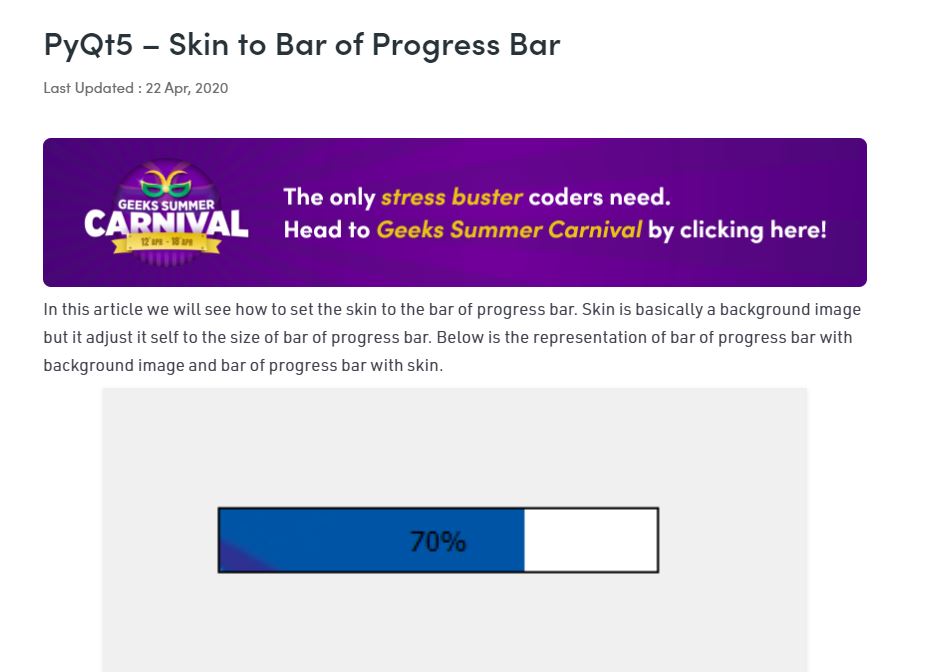 PyQt5 – Skin to Bar of Progress Bar
Last Updated : 22 Apr, 2020
GEEKS SUMMER
CARNIVAL
12 APR - 18 APR
The only stress buster coders need.
Head to Geeks Summer Carnival by clicking here!
In this article we will see how to set the skin to the bar of progress bar. Skin is basically a background image
but it adjust it self to the size of bar of progress bar. Below is the representation of bar of progress bar with
background image and bar of progress bar with skin.
70%